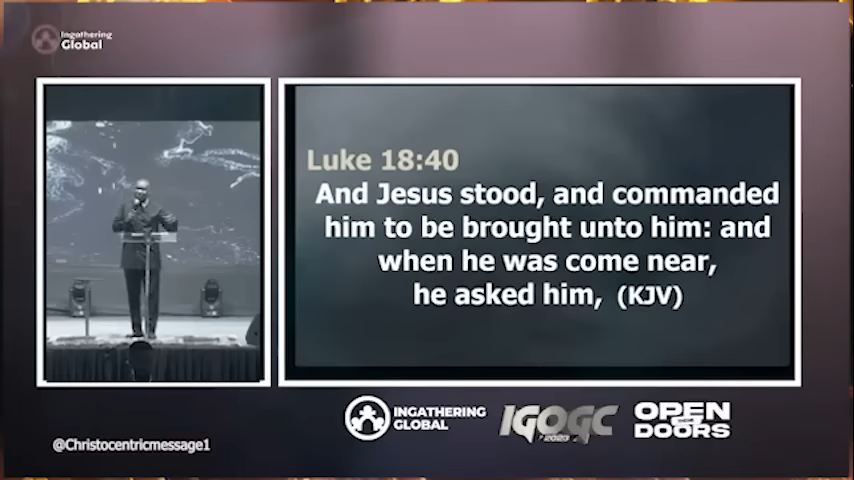 Ingathering
Global
Luke 18:40
And Jesus stood, and commanded
him to be brought unto him: and
when he was come near,
he asked him, (KJV)
INGATHERING
GLOBAL
IGOGC
2023
OPEN
DOORS
@Christocentricmessage1